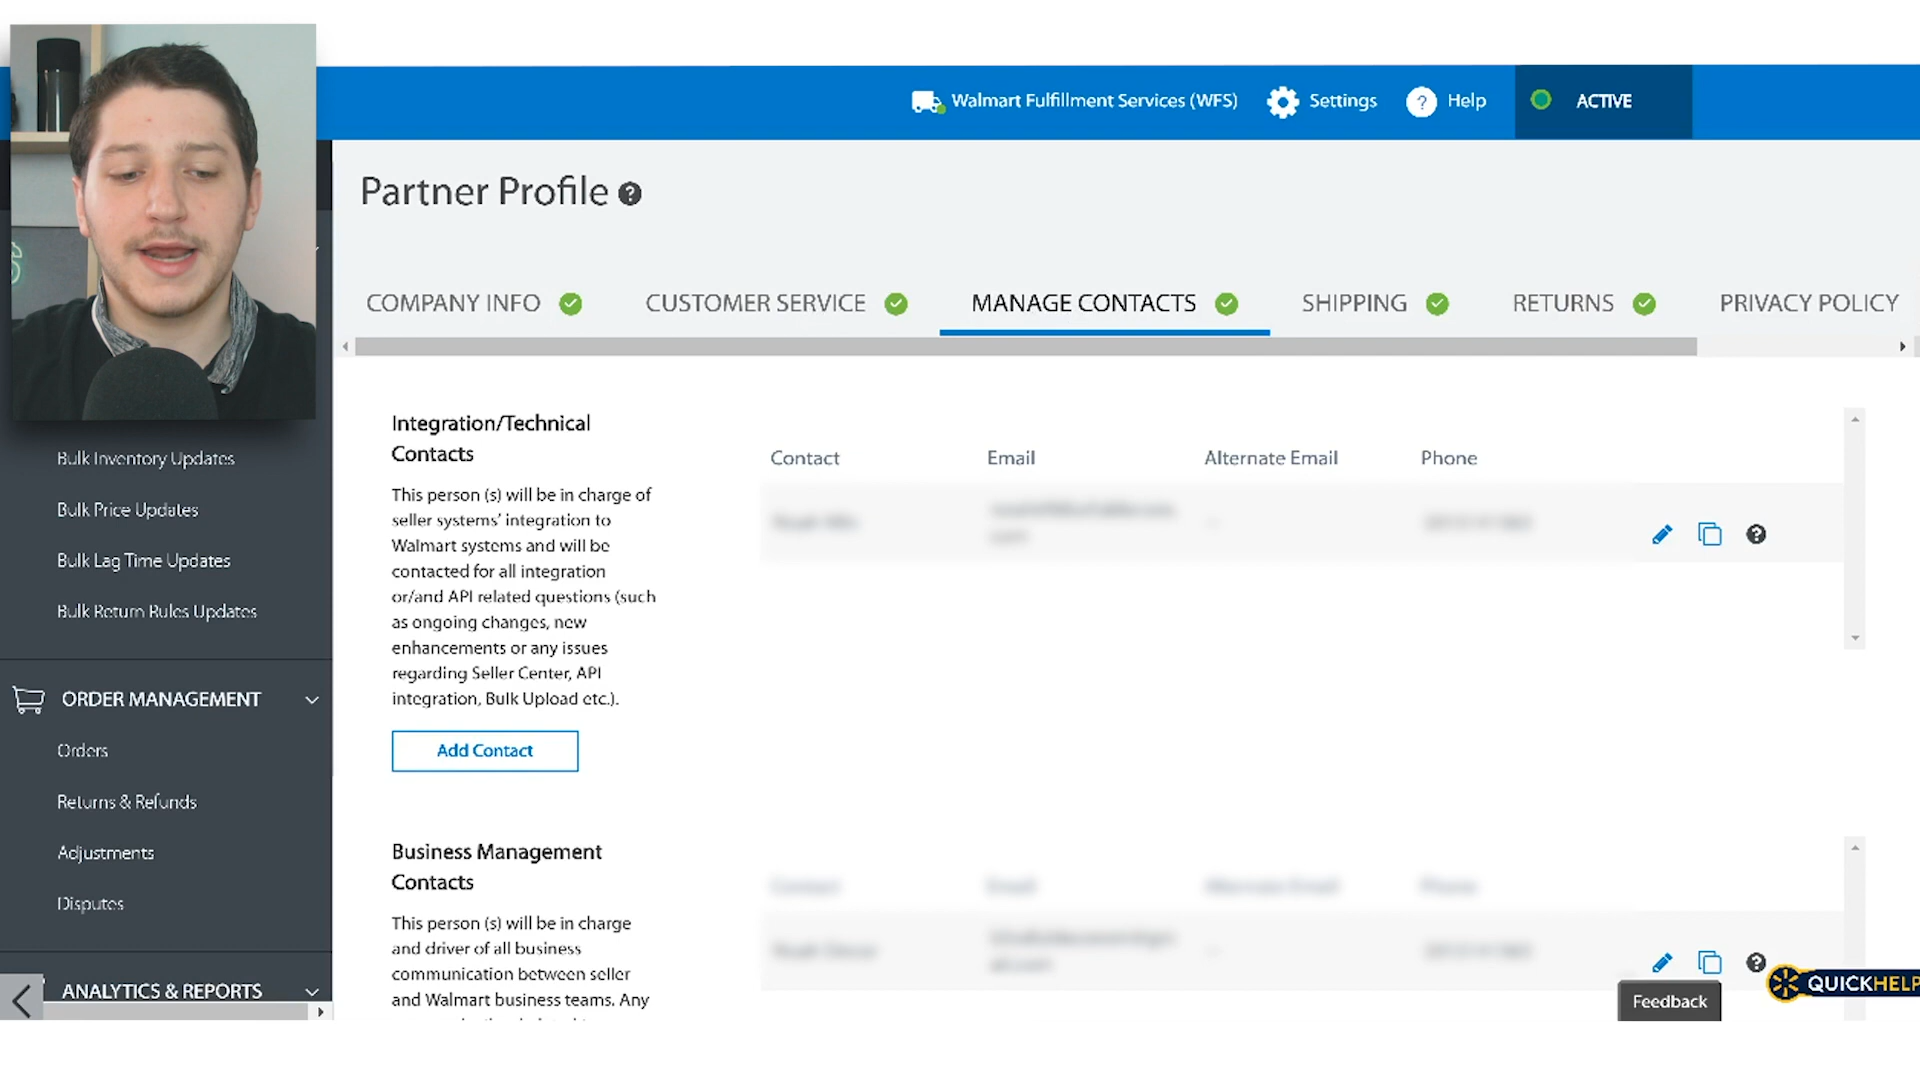 Walmart Fulfillment Services (WFS)
Settings
? Help
ACTIVE
Partner Profile ?
COMPANY INFO
CUSTOMER SERVICE
MANAGE CONTACTS
SHIPPING
RETURNS
PRIVACY POLICY
Bulk Inventory Updates
Bulk Price Updates
Bulk Lag Time Updates
Bulk Return Rules Updates
ORDER MANAGEMENT
Orders
Returns & Refunds
Adjustments
Disputes
ANALYTICS & REPORTS
Integration/Technical
Contacts
This person (s) will be in charge of
seller systems' integration to
Walmart systems and will be
contacted for all integration
or/and API related questions (such
as ongoing changes, new
enhancements or any issues
regarding Seller Center, API
integration, Bulk Upload etc.).
Add Contact
Contact Email Alternate Email Phone
?
Business Management
Contacts
This person (s) will be in charge
and driver of all business
communication between seller
and Walmart business teams. Any
Contact Email Alternate Email Phone
?
QUICKHELP
Feedback